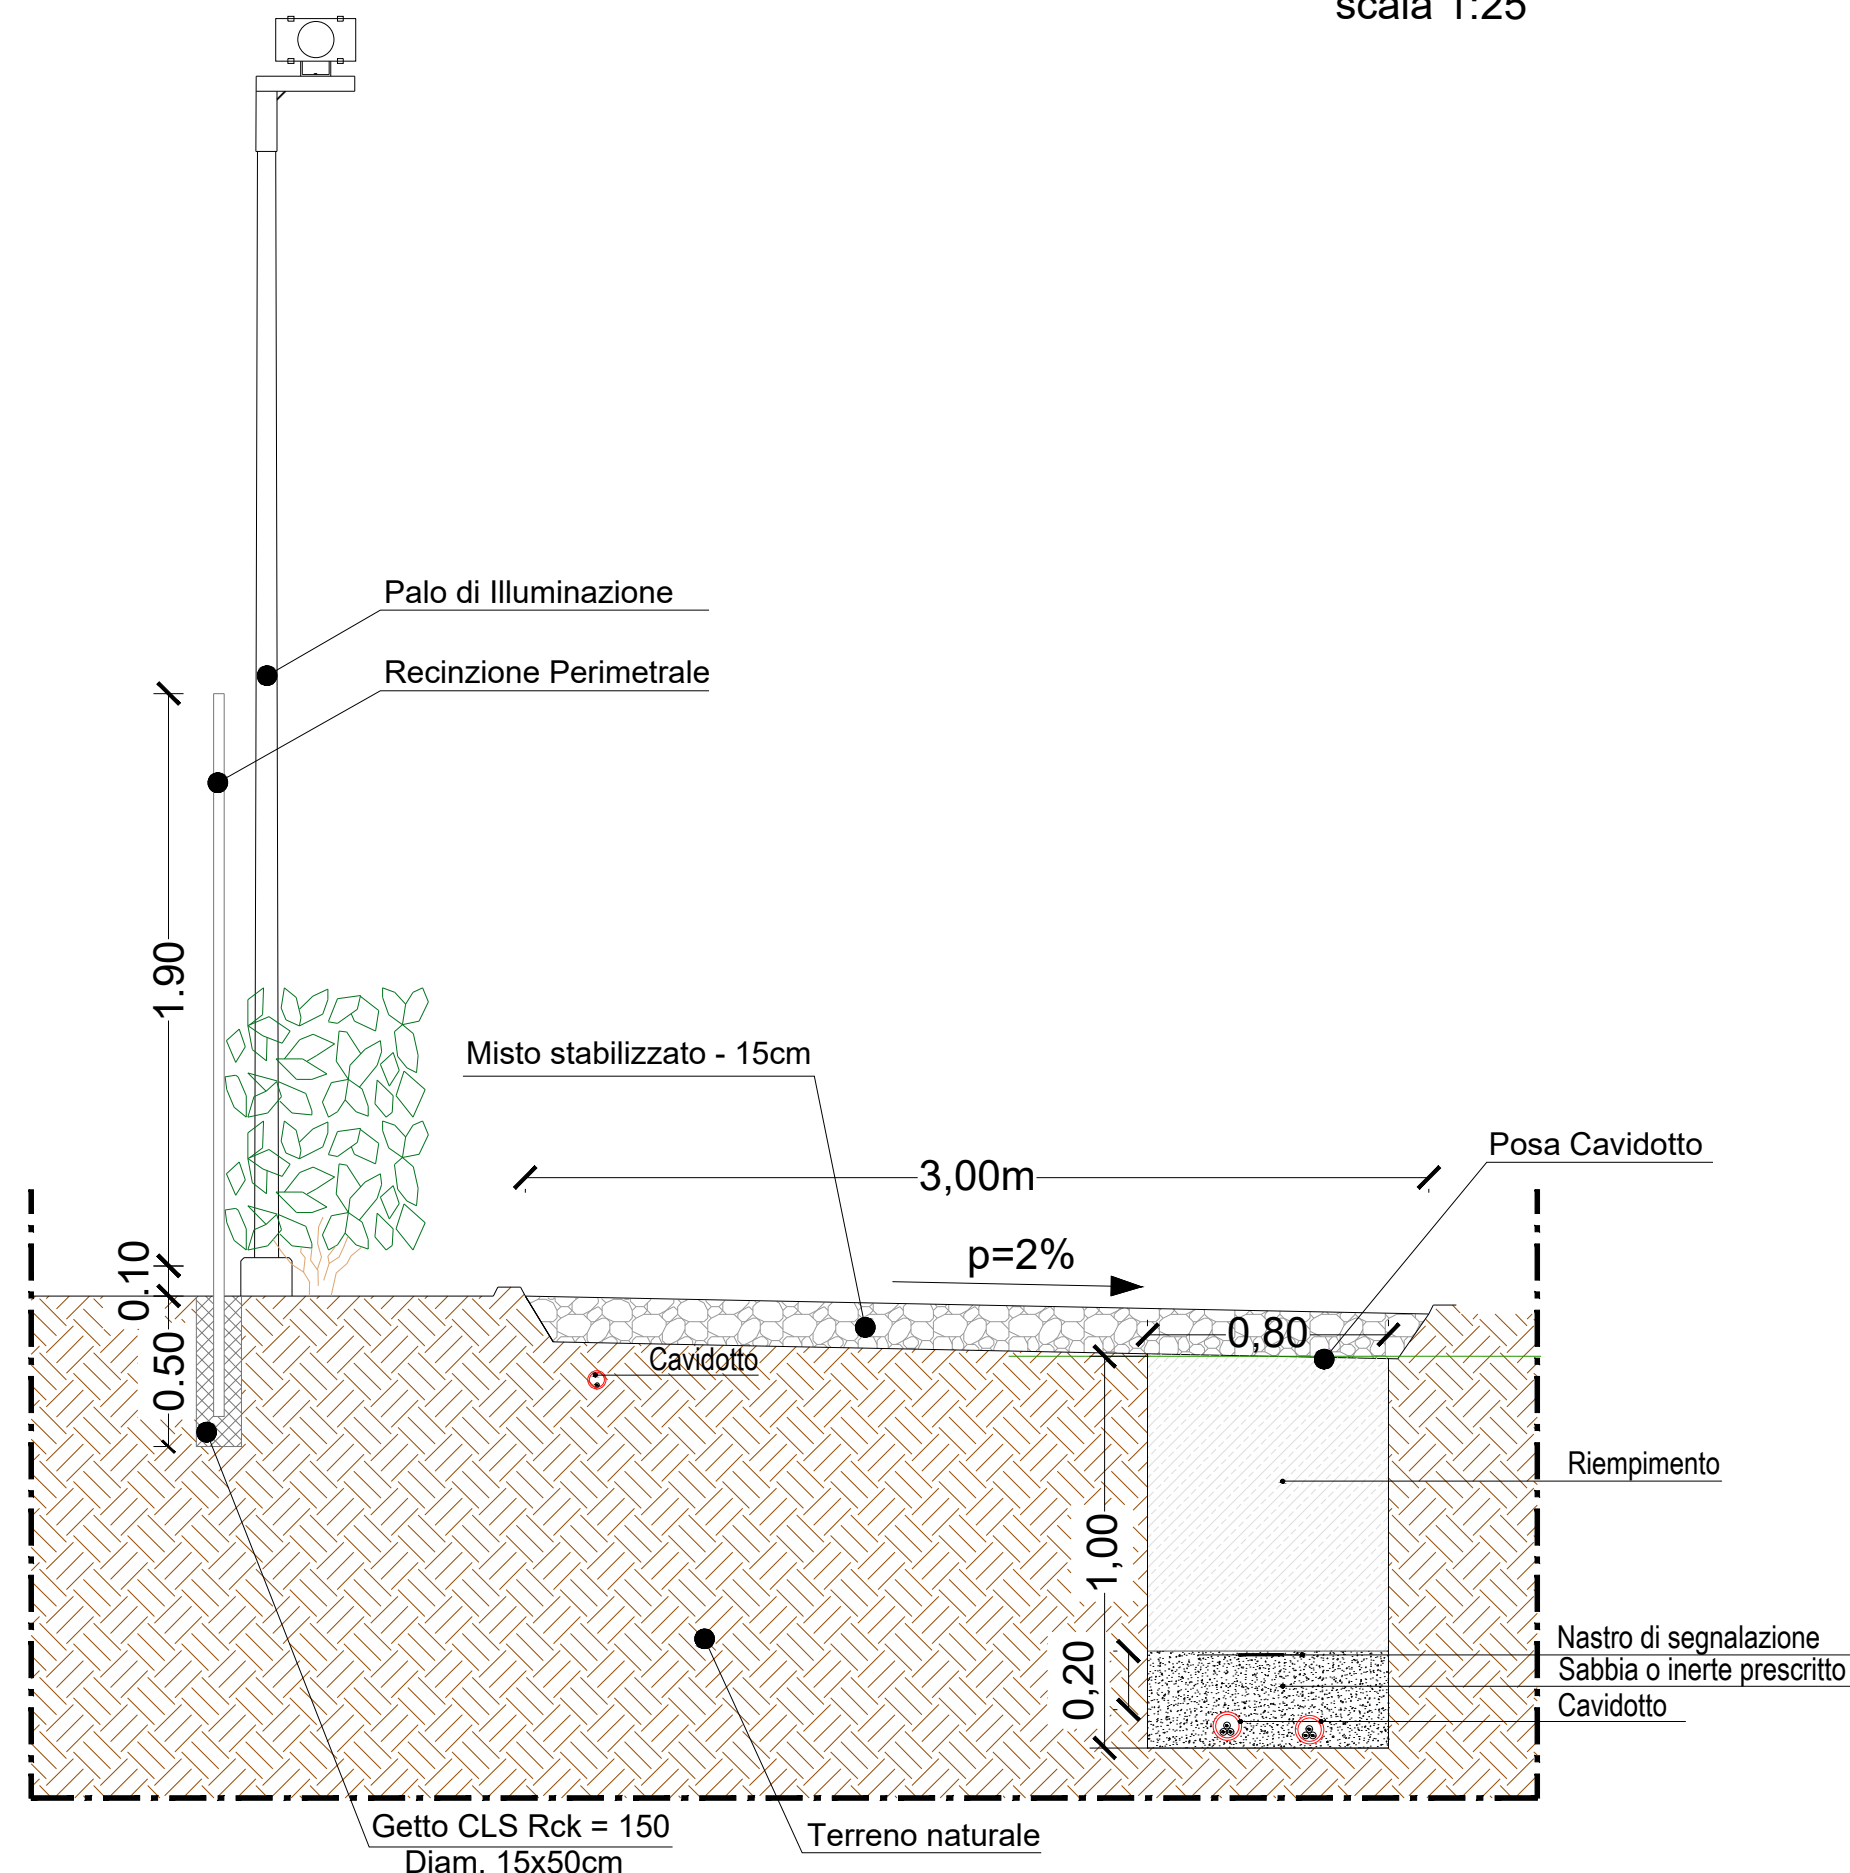 scala 1:25
Palo di Illuminazione
Recinzione Perimetrale
1.90
Misto stabilizzato - 15cm
Posa Cavidotto
3,00m
p=2%
0.10
0,80
Cavidotto
0.50
Riempimento
1,00
Nastro di segnalazione
0,20
Sabbia o inerte prescritto
Cavidotto
Getto CLS Rck = 150
Diam. 15x50cm
Terreno naturale